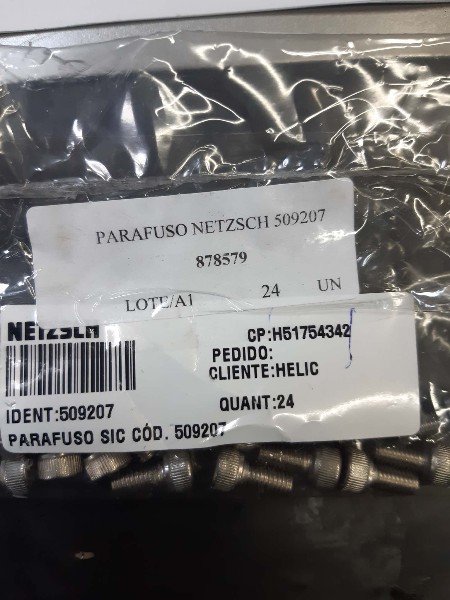 PARAFUSO NETZSCH 509207
878579
LOTE/A1 24 UN
NETZSCH CP:H51754342
PEDIDO:
CLIENTE:HELIC
IDENT:509207 QUANT:24
PARAFUSO SIC CÓD. 509207